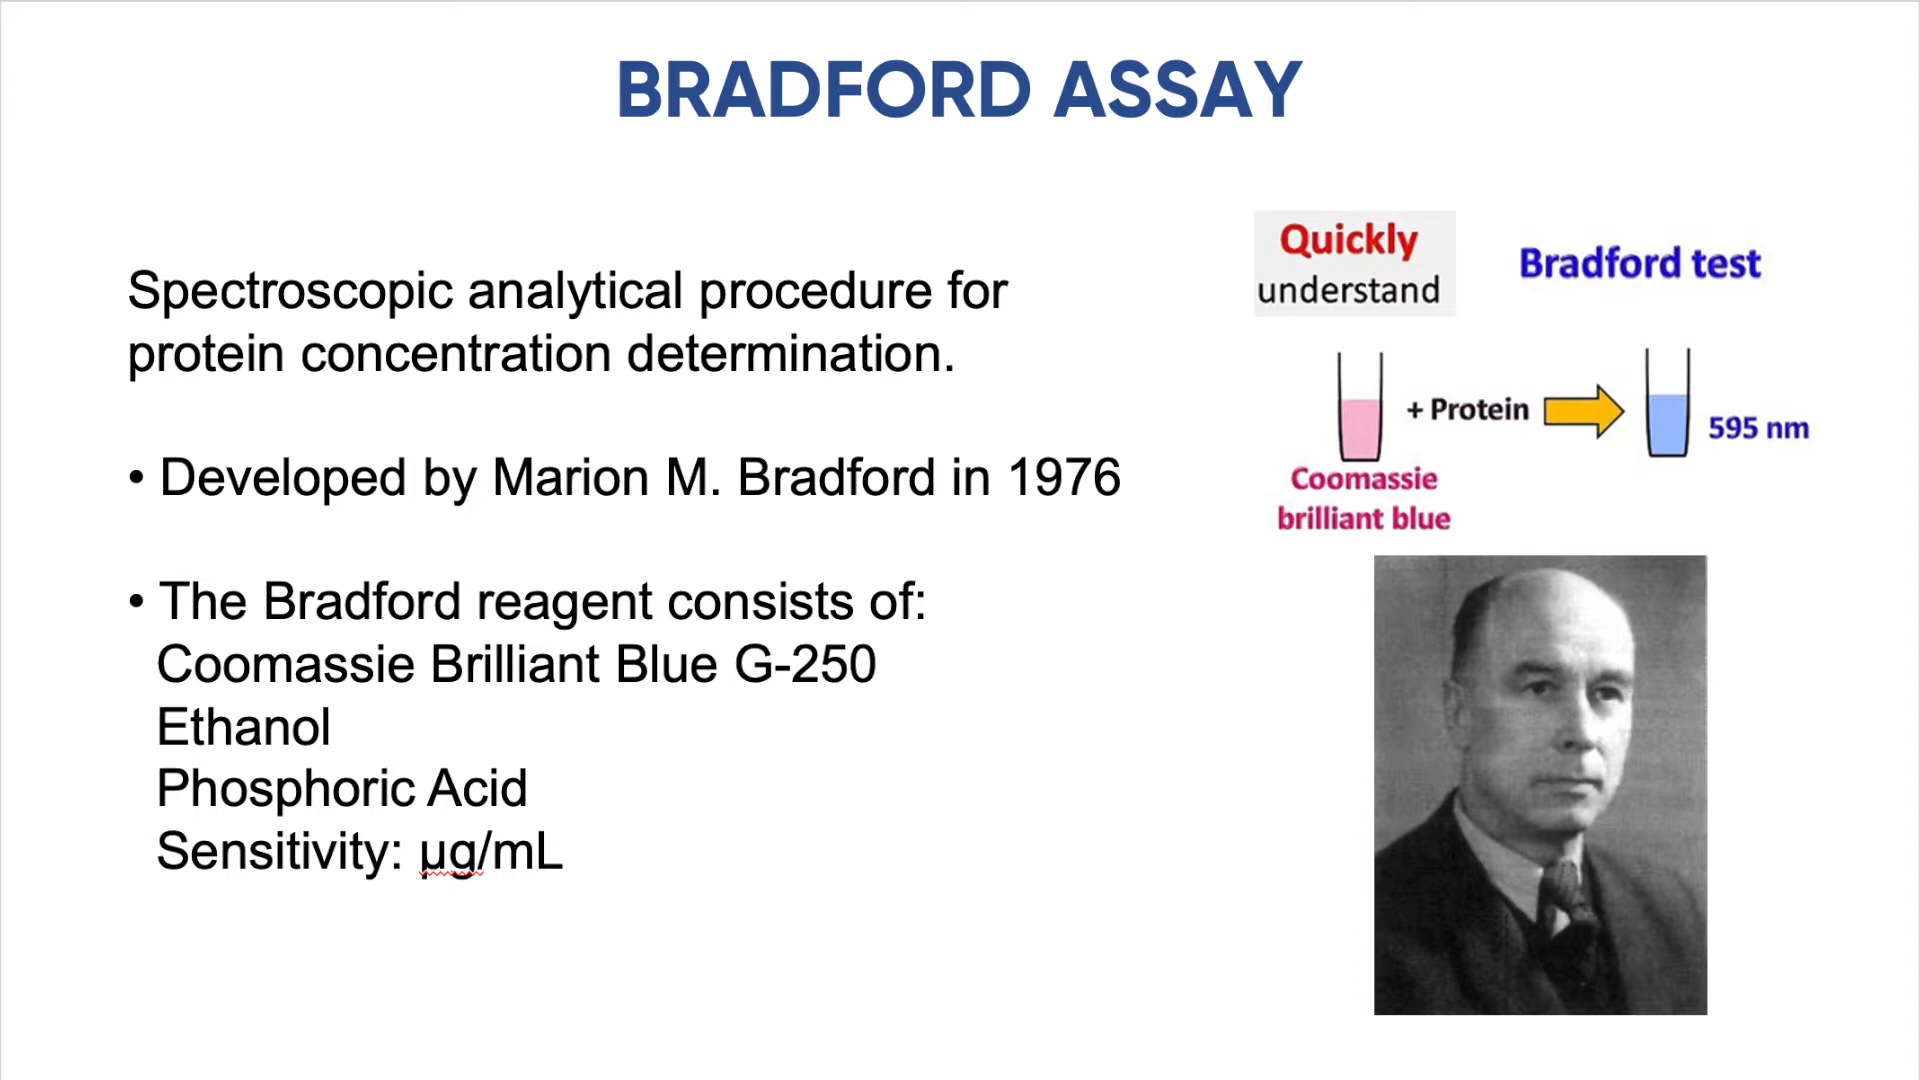 BRADFORD ASSAY
Spectroscopic analytical procedure for
protein concentration determination.
• Developed by Marion M. Bradford in 1976
• The Bradford reagent consists of:
Coomassie Brilliant Blue G-250
Ethanol
Phosphoric Acid
Sensitivity: µg/mL
Quickly
understand
Bradford test
+ Protein
595 nm
Coomassie
brilliant blue